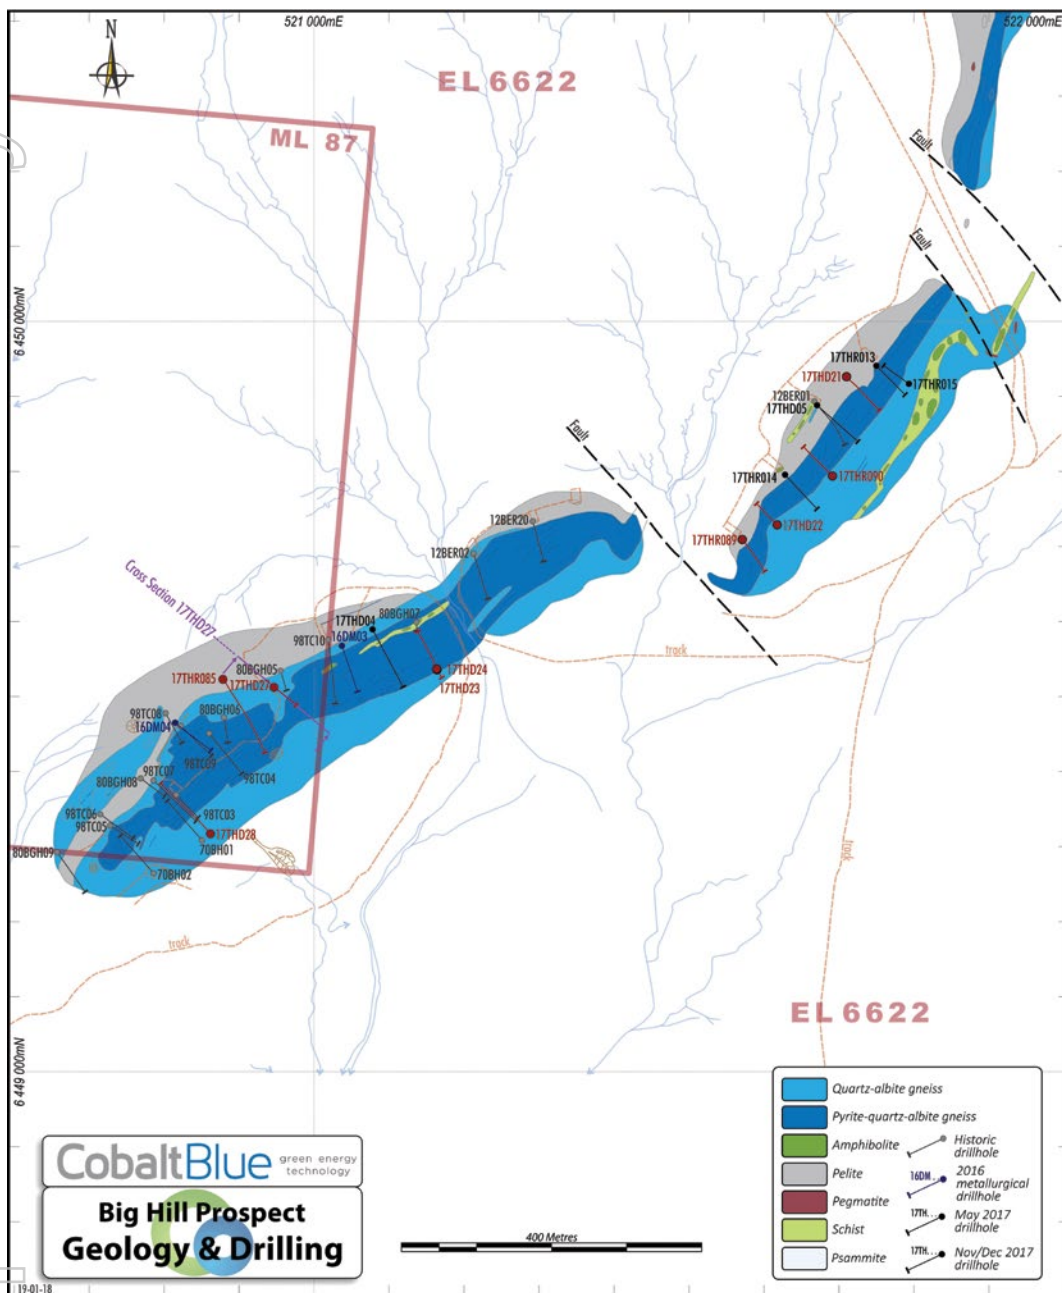 521 000mE
522 000mE
N
EL 6622
ML 87
Fault
Fault
6 450 000mN
17THR013
17THD21
17THR015
12BER01
17THD05
Fault
17THR014
17THR090
12BER20
17THD22
17THR089
12BER02
Cross Section 17THD27
80BGH07
17THD04
98TC10
16DM03
track
80BGH05
17THD24
17THR085
17THD27
17THD23
98TC08
80BGH06
16DM04
98TC09
98TC07
80BGH08
98TC04
98TC06
98TC03
98TC05
17THD28
70BH01
80BGH09
70BH02
track
track
EL 6622
6 449 000mN
Quartz-albite gneiss
Pyrite-quartz-albite gneiss
Amphibolite
Pelite
Pegmatite
Schist
Psammite
Historic
drillhole
16DM...
2016
metallurgical
drillhole
17TH...
May 2017
drillhole
17TH...
Nov/Dec 2017
drillhole
CobaltBlue green energy
technology
Big Hill Prospect
Geology & Drilling
400 Metres
19-01-18